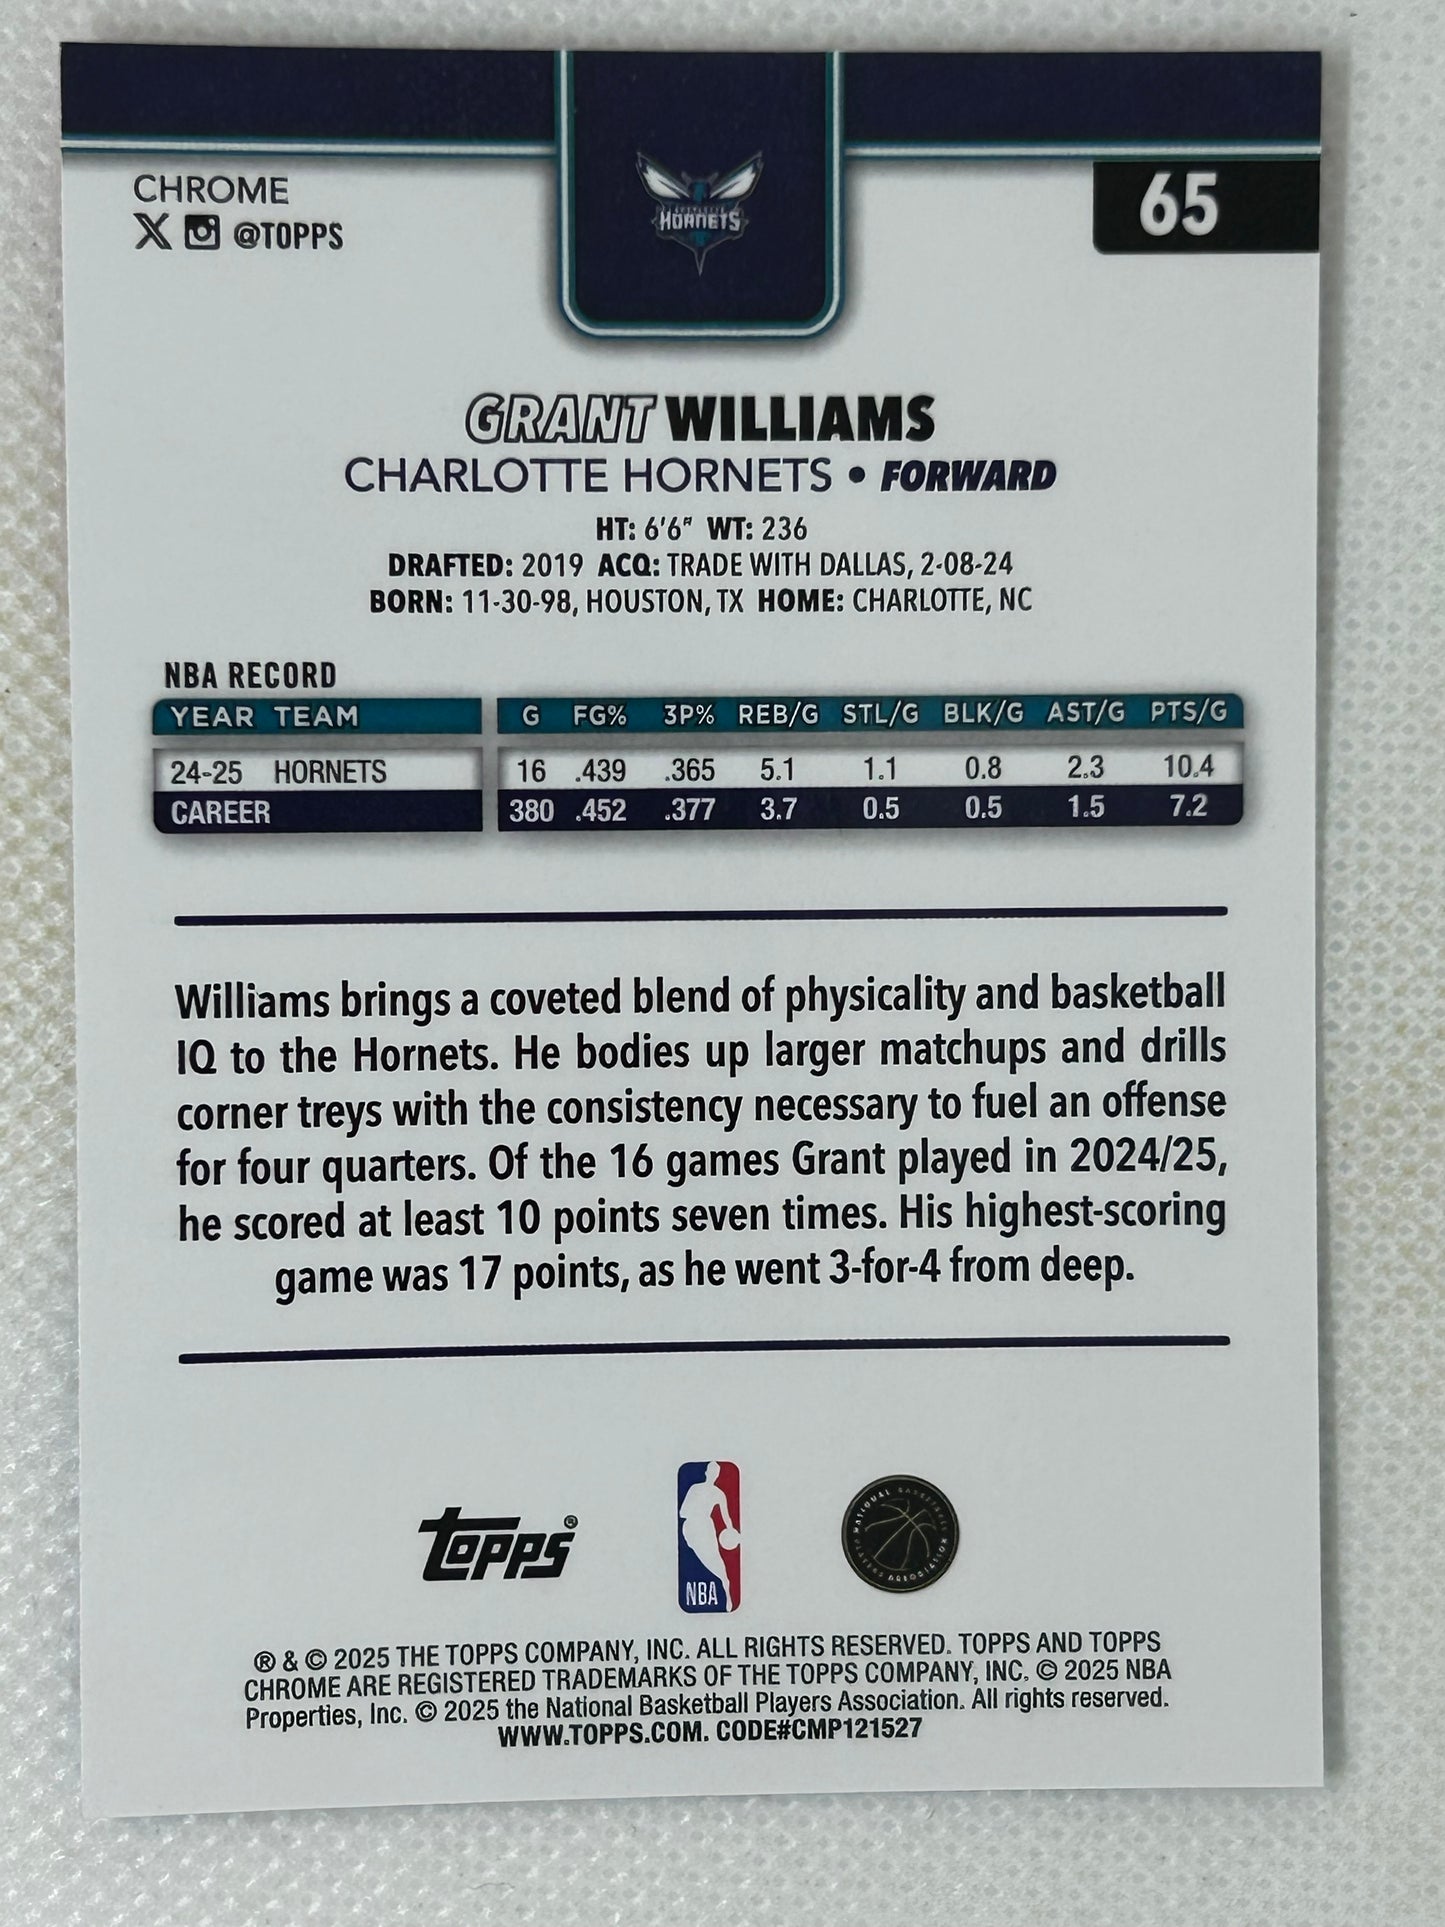 HORNETS
CHROME
65
@TOPPS
GRANT WILLIAMS
CHARLOTTE HORNETS • FORWARD
HT: 6'6" WT: 236
DRAFTED: 2019 ACQ: TRADE WITH DALLAS, 2-08-24
BORN: 11-30-98, HOUSTON, TX HOME: CHARLOTTE, NC
NBA RECORD
YEAR TEAM G FG% 3P% REB/G STL/G BLK/G AST/G PTS/G
24-25 HORNETS 16 .439 .365 5.1 1.1 0.8 2.3 10.4
CAREER 380 .452 .377 3.7 0.5 0.5 1.5 7.2
Williams brings a coveted blend of physicality and basketball
IQ to the Hornets. He bodies up larger matchups and drills
corner treys with the consistency necessary to fuel an offense
for four quarters. Of the 16 games Grant played in 2024/25,
he scored at least 10 points seven times. His highest-scoring
game was 17 points, as he went 3-for-4 from deep.
topps®
NBA
NATIONAL BASKETBALL
PLAYERS ASSOCIATION
® & © 2025 THE TOPPS COMPANY, INC. ALL RIGHTS RESERVED. TOPPS AND TOPPS
CHROME ARE REGISTERED TRADEMARKS OF THE TOPPS COMPANY, INC. © 2025 NBA
Properties, Inc. © 2025 the National Basketball Players Association. All rights reserved.
WWW.TOPPS.COM. CODE#CMP121527